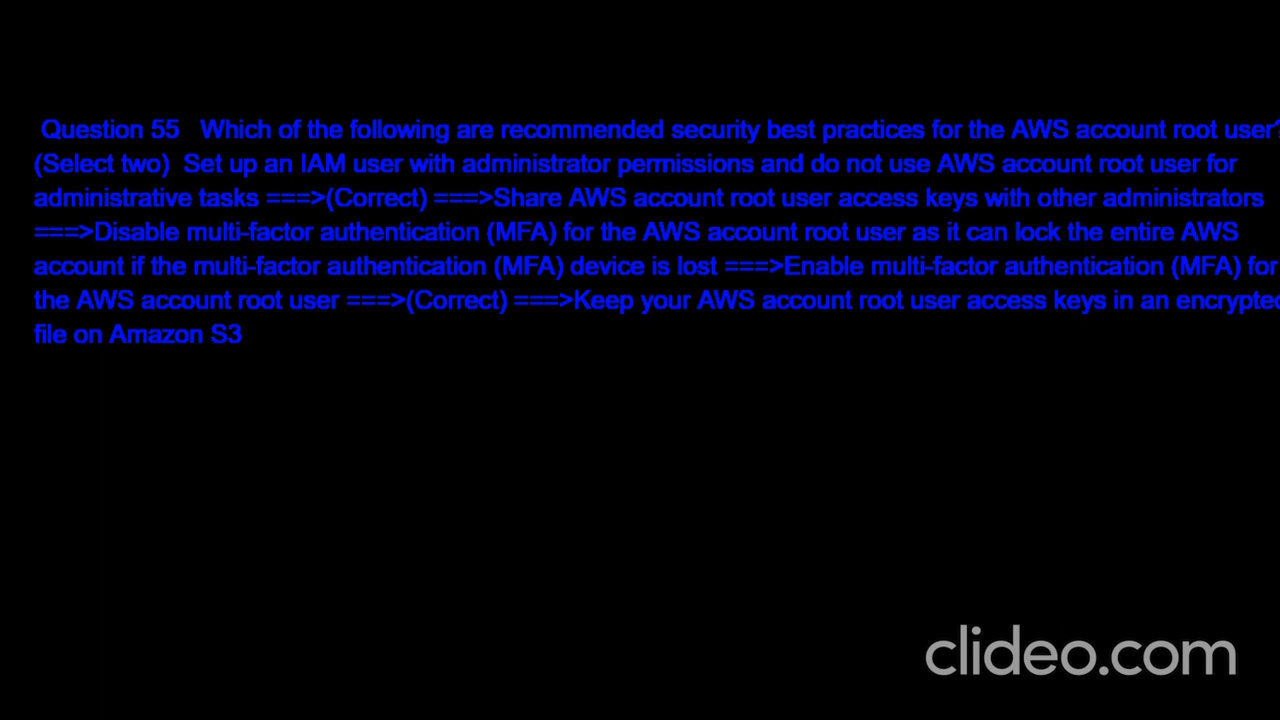 Question 55 Which of the following are recommended security best practices for the AWS account root user?
(Select two) Set up an IAM user with administrator permissions and do not use AWS account root user for
administrative tasks ===>(Correct) ===>Share AWS account root user access keys with other administrators
===>Disable multi-factor authentication (MFA) for the AWS account root user as it can lock the entire AWS
account if the multi-factor authentication (MFA) device is lost ===>Enable multi-factor authentication (MFA) for
the AWS account root user ===>(Correct) ===>Keep your AWS account root user access keys in an encrypted
file on Amazon S3
clideo.com